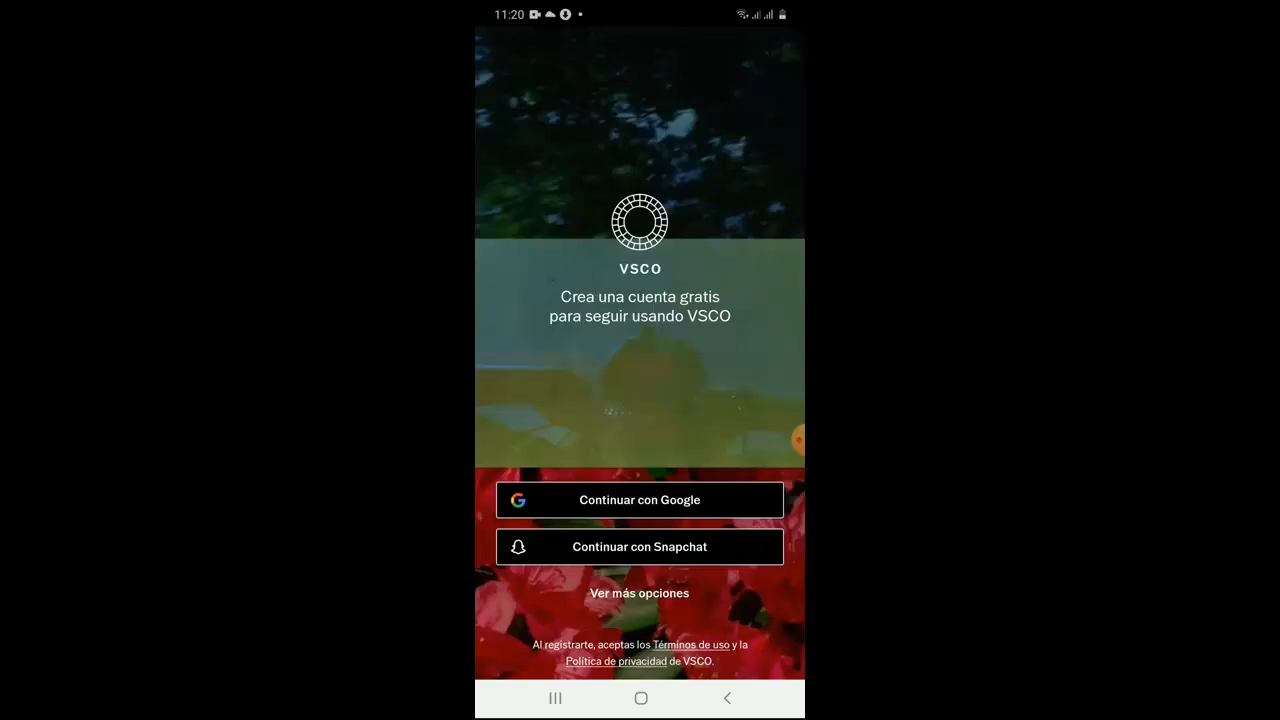 11:20
VSCO
Crea una cuenta gratis
para seguir usando VSCO
Continuar con Google
Continuar con Snapchat
Ver más opciones
Al registrarte, aceptas los Términos de uso y la
Política de privacidad de VSCO.